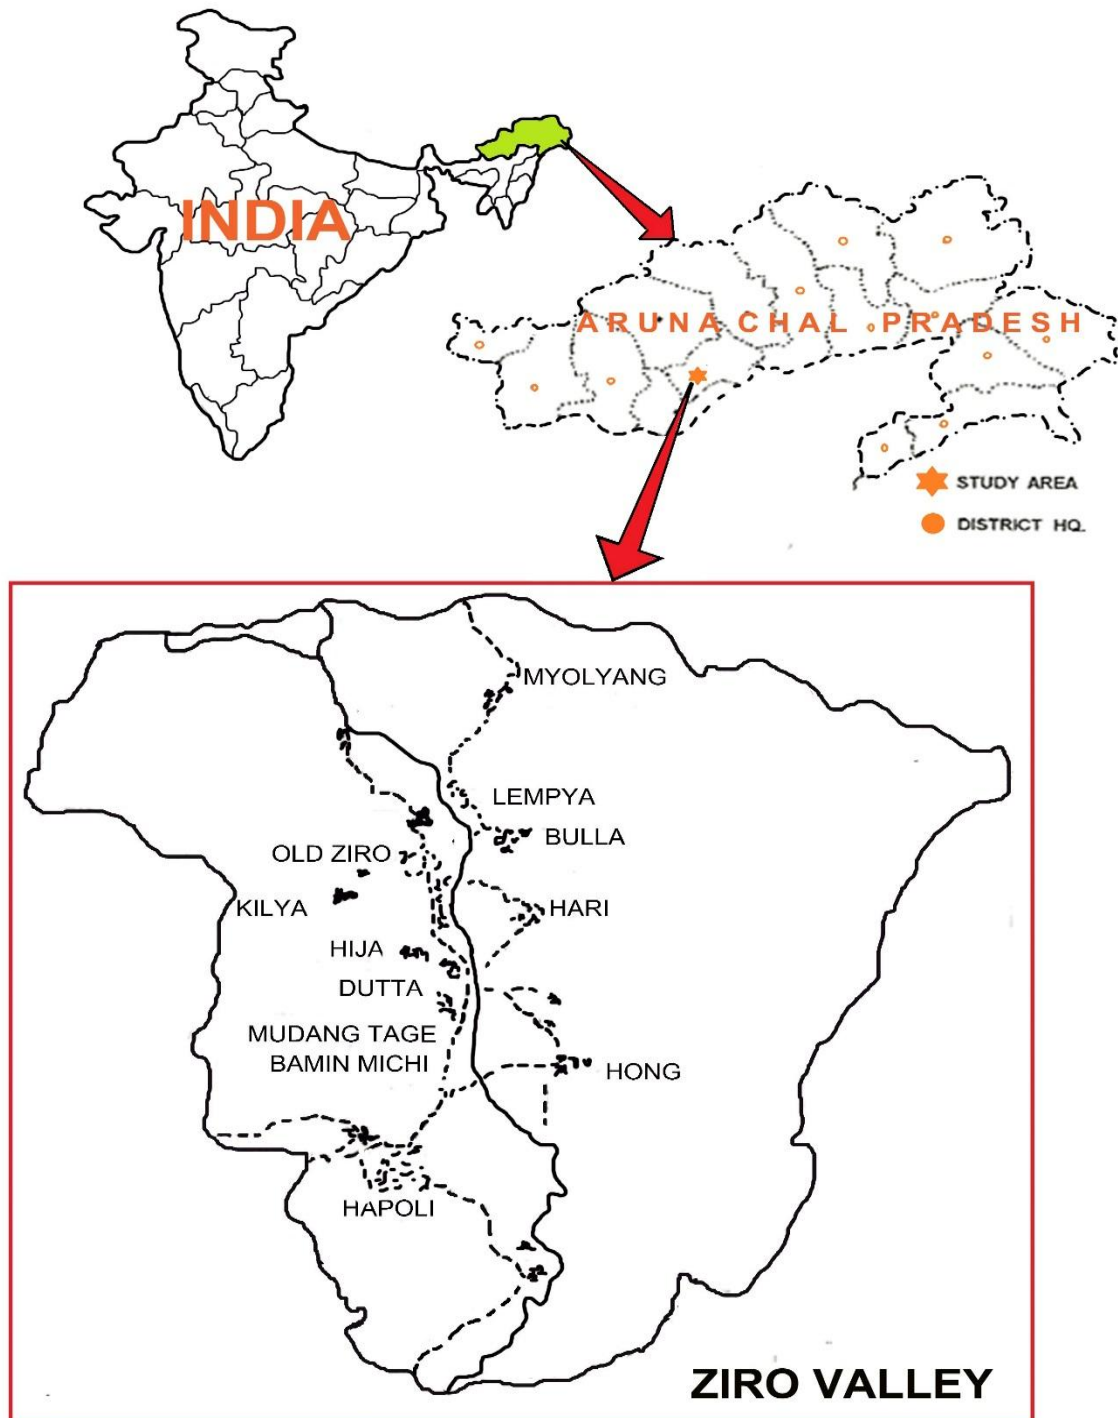 INDIA
ARUNACHAL PRADESH
STUDY AREA
DISTRICT HQ.
MYOLYANG
LEMPYA
BULLA
OLD ZIRO
KILYA
HARI
HIJA
DUTTA
MUDANG TAGE
BAMIN MICHI
HONG
HAPOLI
ZIRO VALLEY